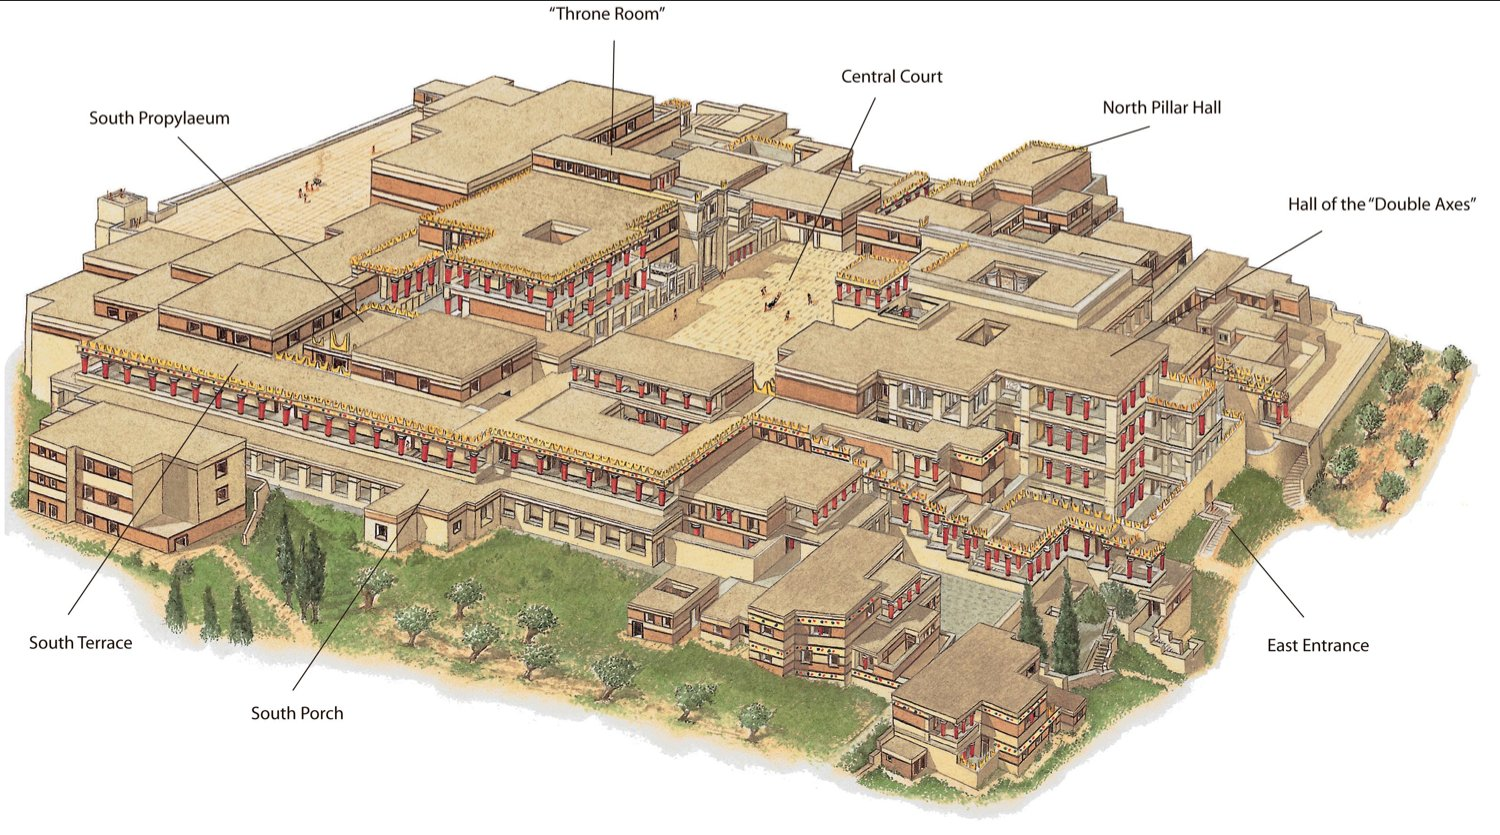 “Throne Room”
Central Court
North Pillar Hall
South Propylaeum
Hall of the “Double Axes”
South Terrace
East Entrance
South Porch